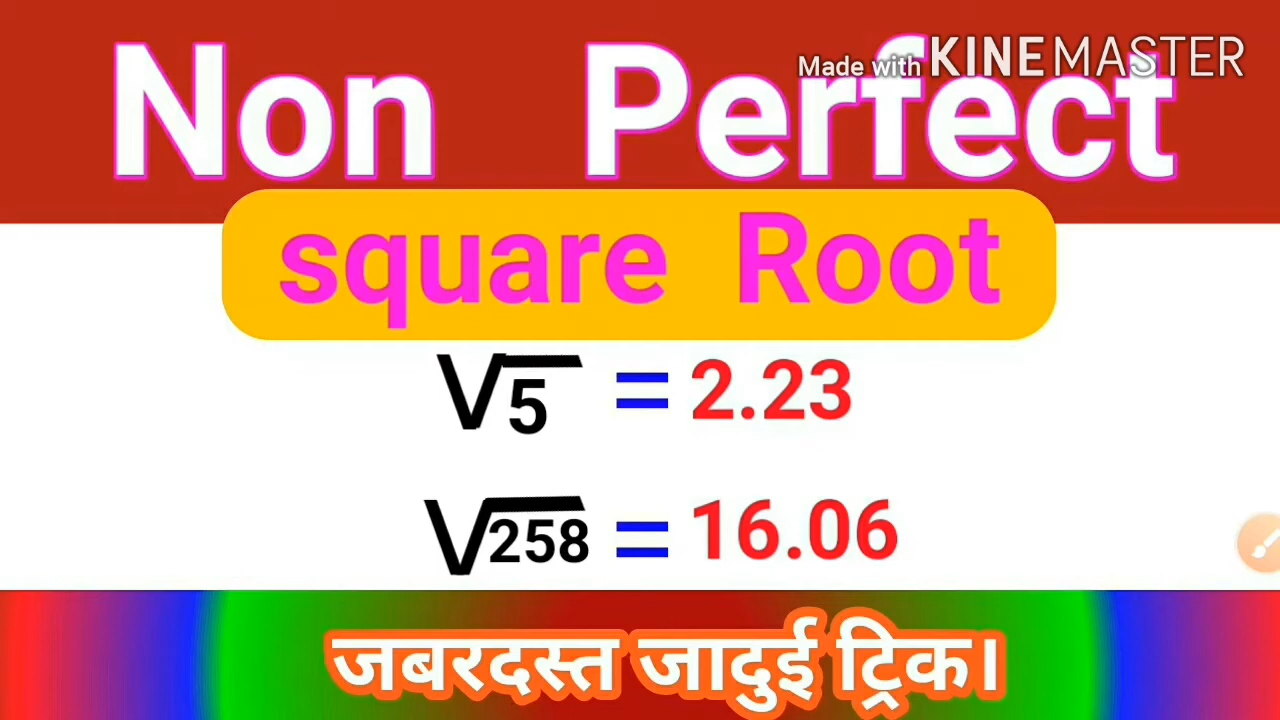 Made with KINEMASTER
Non Perfect
square Root
√5 = 2.23
√258 = 16.06
जबरदस्त जादुई ट्रिक।